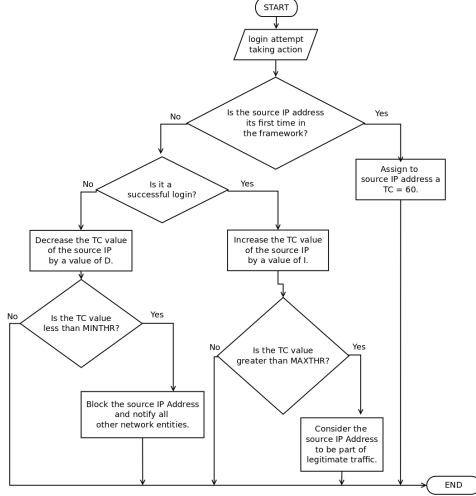 START
login attempt
taking action
Is the source IP address
its first time in
the framework?
No
Yes
Assign to
source IP address a
TC = 60.
Is it a
successful login?
No
Yes
Decrease the TC value
of the source IP
by a value of D.
Increase the TC value
of the source IP
by a value of I.
Is the TC value
less than MINTHR?
No
Yes
Is the TC value
greater than MAXTHR?
No
Yes
Block the source IP Address
and notify all
other network entities.
Consider the
source IP Address
to be part of
legitimate traffic.
END